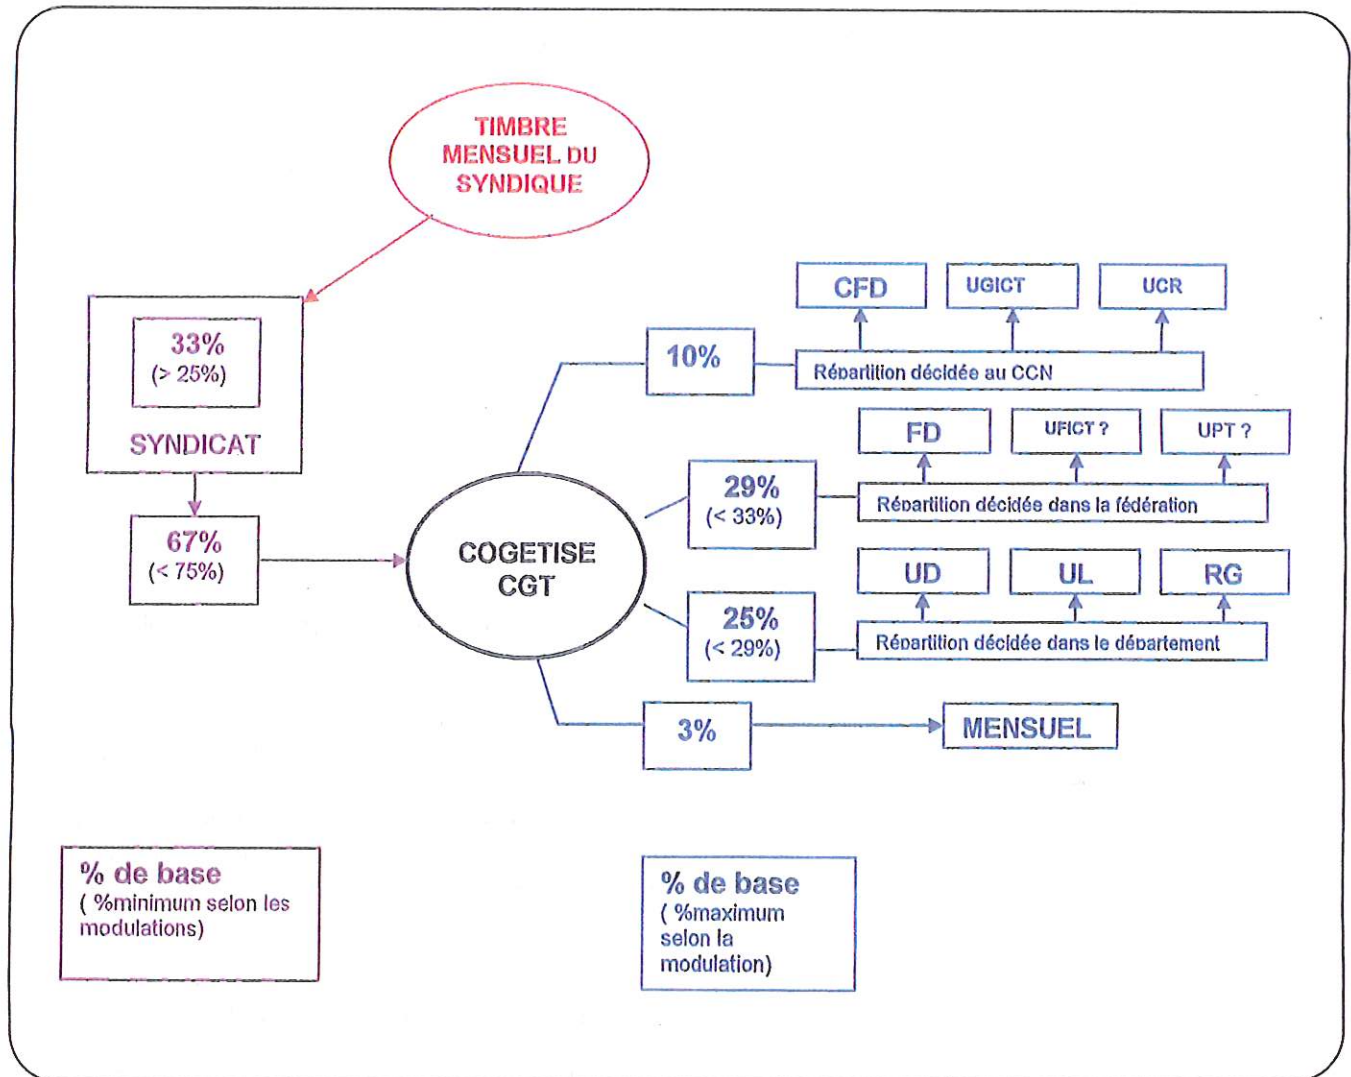 TIMBRE
MENSUEL DU
SYNDIQUE
33%
(> 25%)
SYNDICAT
67%
(< 75%)
COGETISE
CGT
10%
CFD
UGICT
UCR
Répartition décidée au CCN
29%
(< 33%)
FD
UFICT ?
UPT ?
Répartition décidée dans la fédération
25%
(< 29%)
UD
UL
RG
Répartition décidée dans le département
3%
MENSUEL
% de base
( %minimum selon les
modulations)
% de base
( %maximum
selon la
modulation)